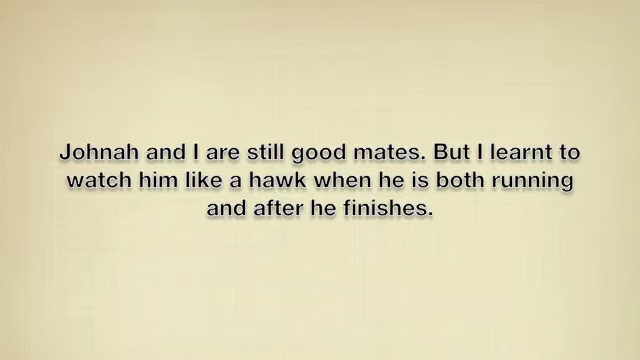 Johnah and I are still good mates. But I learnt to
watch him like a hawk when he is both running
and after he finishes.